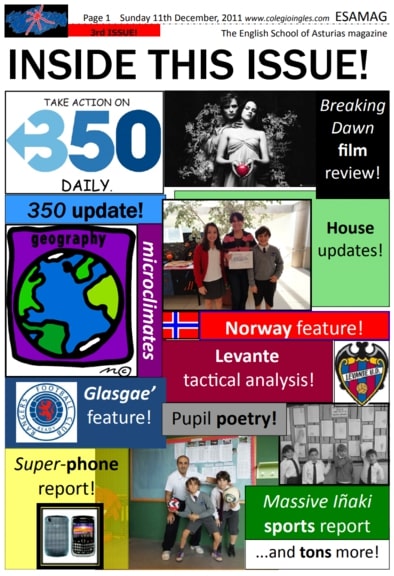 Page 1 Sunday 11th December, 2011 www.colegioingles.com ESAMAG
3rd ISSUE!
The English School of Asturias magazine
INSIDE THIS ISSUE!
TAKE ACTION ON
350
DAILY.
Breaking
Dawn
film
review!
350 update!
House
updates!
geography
microclimates
Norway feature!
Levante
tactical analysis!
LEVANTE U.D.
Glasgae’
feature!
RANGERS FOOTBALL CLUB
READY
Pupil poetry!
Super-phone
report!
Massive Iñaki
sports report
...and tons more!